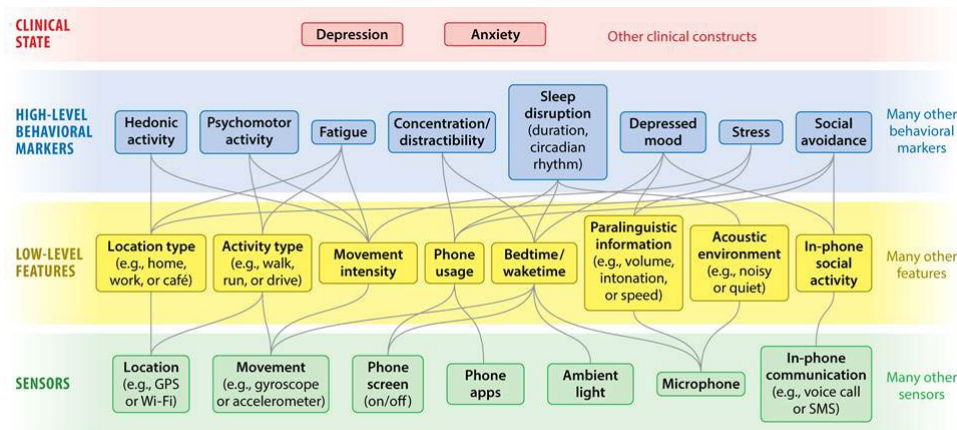 CLINICAL
STATE
Depression
Anxiety
Other clinical constructs
HIGH-LEVEL
BEHAVIORAL
MARKERS
Hedonic
activity
Psychomotor
activity
Fatigue
Concentration/
distractibility
Sleep
disruption
(duration,
circadian
rhythm)
Depressed
mood
Stress
Social
avoidance
Many other
behavioral
markers
LOW-LEVEL
FEATURES
Location type
(e.g., home,
work, or café)
Activity type
(e.g., walk,
run, or drive)
Movement
intensity
Phone
usage
Bedtime/
waketime
Paralinguistic
information
(e.g., volume,
intonation,
or speed)
Acoustic
environment
(e.g., noisy
or quiet)
In-phone
social
activity
Many other
features
SENSORS
Location
(e.g., GPS
or Wi-Fi)
Movement
(e.g., gyroscope
or accelerometer)
Phone
screen
(on/off)
Phone
apps
Ambient
light
Microphone
In-phone
communication
(e.g., voice call
or SMS)
Many other
sensors